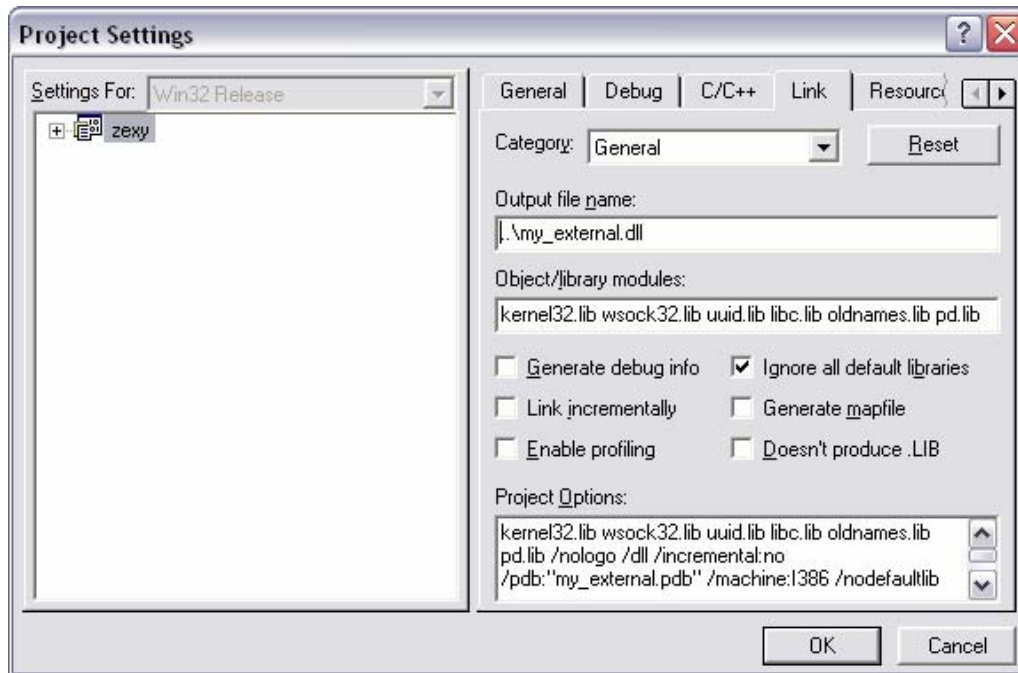 Project Settings
Settings For: Win32 Release
zexy
General Debug C/C++ Link Resourc
Category: General Reset
Output file name:
..\my_external.dll
Object/library modules:
kernel32.lib wsock32.lib uuid.lib libc.lib oldnames.lib pd.lib
Generate debug info Ignore all default libraries
Link incrementally Generate mapfile
Enable profiling Doesn't produce .LIB
Project Options:
kernel32.lib wsock32.lib uuid.lib libc.lib oldnames.lib
pd.lib /nologo /dll /incremental:no
/pdb:"my_external.pdb" /machine:I386 /nodefaultlib
OK Cancel